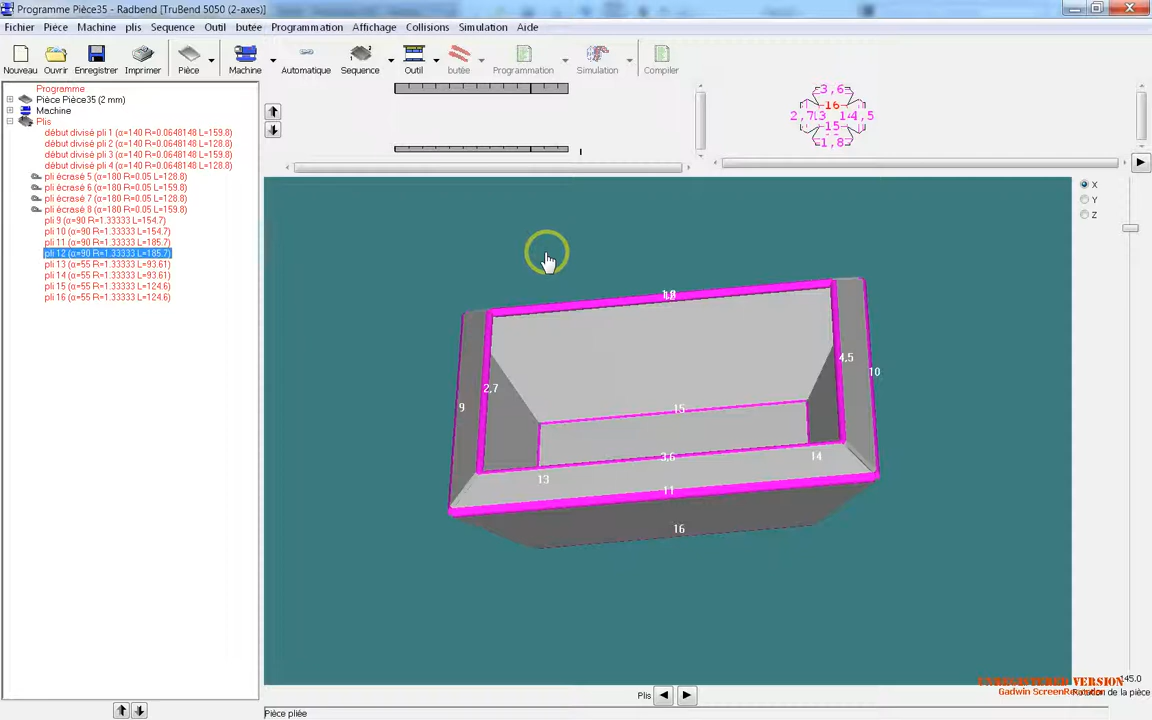 Programme Pièce35 - Radbend [TruBend 5050 (2-axes)]
Fichier Pièce Machine plis Sequence Outil butée Programmation Affichage Collisions Simulation Aide
Nouveau Ouvrir Enregistrer Imprimer Pièce Machine Automatique Sequence Outil butée Programmation Simulation Compiler
Programme
Pièce Pièce35 (2 mm)
Machine
Plis
début divisé pli 1 (α=140 R=0.0648148 L=159.8)
début divisé pli 2 (α=140 R=0.0648148 L=128.8)
début divisé pli 3 (α=140 R=0.0648148 L=159.8)
début divisé pli 4 (α=140 R=0.0648148 L=128.8)
pli écrasé 5 (α=180 R=0.05 L=128.8)
pli écrasé 6 (α=180 R=0.05 L=159.8)
pli écrasé 7 (α=180 R=0.05 L=128.8)
pli écrasé 8 (α=180 R=0.05 L=159.8)
pli 9 (α=90 R=1.33333 L=154.7)
pli 10 (α=90 R=1.33333 L=154.7)
pli 11 (α=90 R=1.33333 L=185.7)
pli 12 (α=90 R=1.33333 L=185.7)
pli 13 (α=55 R=1.33333 L=93.61)
pli 14 (α=55 R=1.33333 L=93.61)
pli 15 (α=55 R=1.33333 L=124.6)
pli 16 (α=55 R=1.33333 L=124.6)
3,6
16
2,7 13 14 4,5
15
1,8
X
Y
Z
2,7
4,5
9
10
15
3,6
14
13
11
16
145.0
UNREGISTERED VERSION
Gadwin ScreenRecorder
Rotation de la pièce
Plis
Pièce pliée